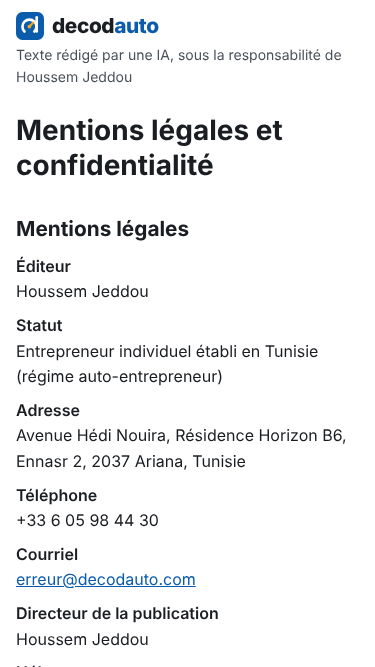 decodauto
Texte rédigé par une IA, sous la responsabilité de
Houssem Jeddou
Mentions légales et
confidentialité
Mentions légales
Éditeur
Houssem Jeddou
Statut
Entrepreneur individuel établi en Tunisie
(régime auto-entrepreneur)
Adresse
Avenue Hédi Nouira, Résidence Horizon B6,
Ennasr 2, 2037 Ariana, Tunisie
Téléphone
+33 6 05 98 44 30
Courriel
erreur@decodauto.com
Directeur de la publication
Houssem Jeddou